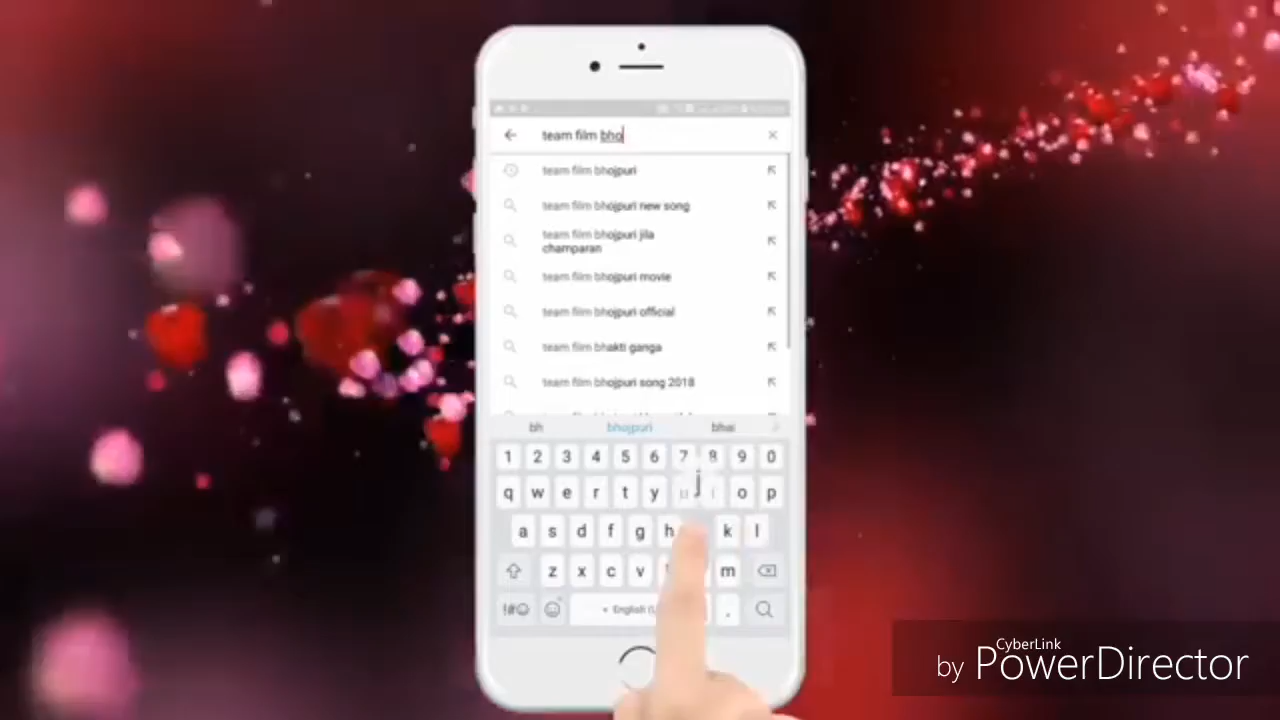 team film bho
team film bhojpuri
team film bhojpuri new song
team film bhojpuri jila
champaran
team film bhojpuri movie
team film bhojpuri official
team film bhakti ganga
team film bhojpuri song 2018
bh bhojpuri bhai
1 2 3 4 5 6 7 8 9 0
j
q w e r t y u i o p
a s d f g h k l
z x c v m
!#☺ English
CyberLink
by PowerDirector